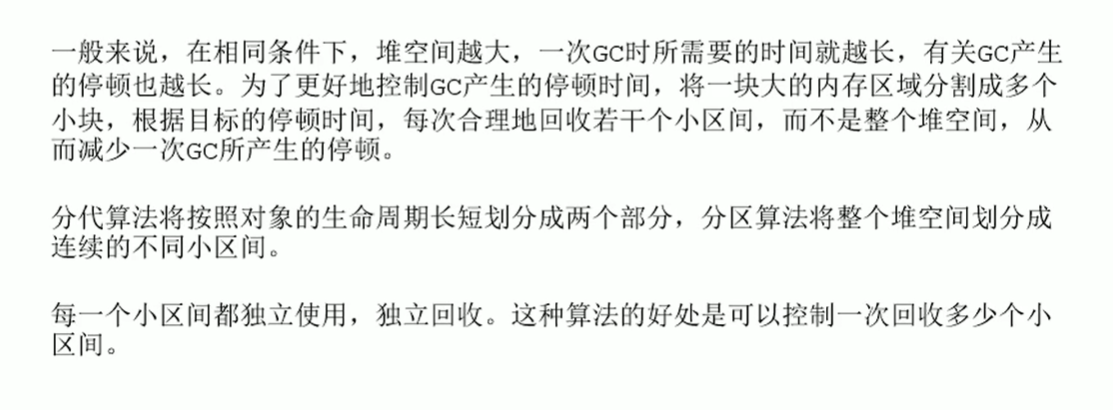 一般来说，在相同条件下，堆空间越大，一次GC时所需要的时间就越长，有关GC产生
的停顿也越长。为了更好地控制GC产生的停顿时间，将一块大的内存区域分割成多个
小块，根据目标的停顿时间，每次合理地回收若干个小区间，而不是整个堆空间，从
而减少一次GC所产生的停顿。
分代算法将按照对象的生命周期长短划分成两个部分，分区算法将整个堆空间划分成
连续的不同小区间。
每一个小区间都独立使用，独立回收。这种算法的好处是可以控制一次回收多少个小
区间。